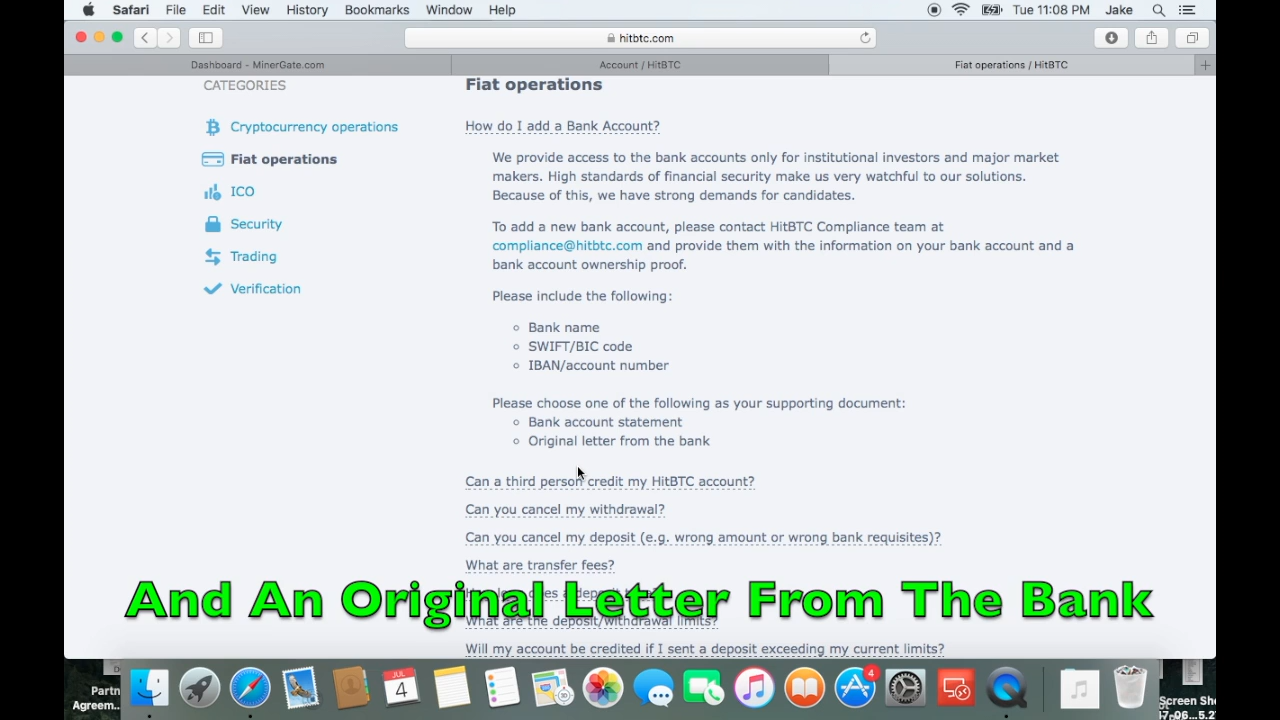 Safari File Edit View History Bookmarks Window Help Tue 11:08 PM Jake
hitbtc.com
Dashboard - MinerGate.com Account / HitBTC Fiat operations / HitBTC
CATEGORIES
Cryptocurrency operations
Fiat operations
ICO
Security
Trading
Verification
Fiat operations
How do I add a Bank Account?
We provide access to the bank accounts only for institutional investors and major market
makers. High standards of financial security make us very watchful to our solutions.
Because of this, we have strong demands for candidates.
To add a new bank account, please contact HitBTC Compliance team at
compliance@hitbtc.com and provide them with the information on your bank account and a
bank account ownership proof.
Please include the following:
Bank name
SWIFT/BIC code
IBAN/account number
Please choose one of the following as your supporting document:
Bank account statement
Original letter from the bank
Can a third person credit my HitBTC account?
Can you cancel my withdrawal?
Can you cancel my deposit (e.g. wrong amount or wrong bank requisites)?
What are transfer fees?
And An Original Letter From The Bank
What are the deposit/withdrawal limits?
Will my account be credited if I sent a deposit exceeding my current limits?
Partn
Agreem...
JUL
4
4
Screen Sh
17-06...5.2